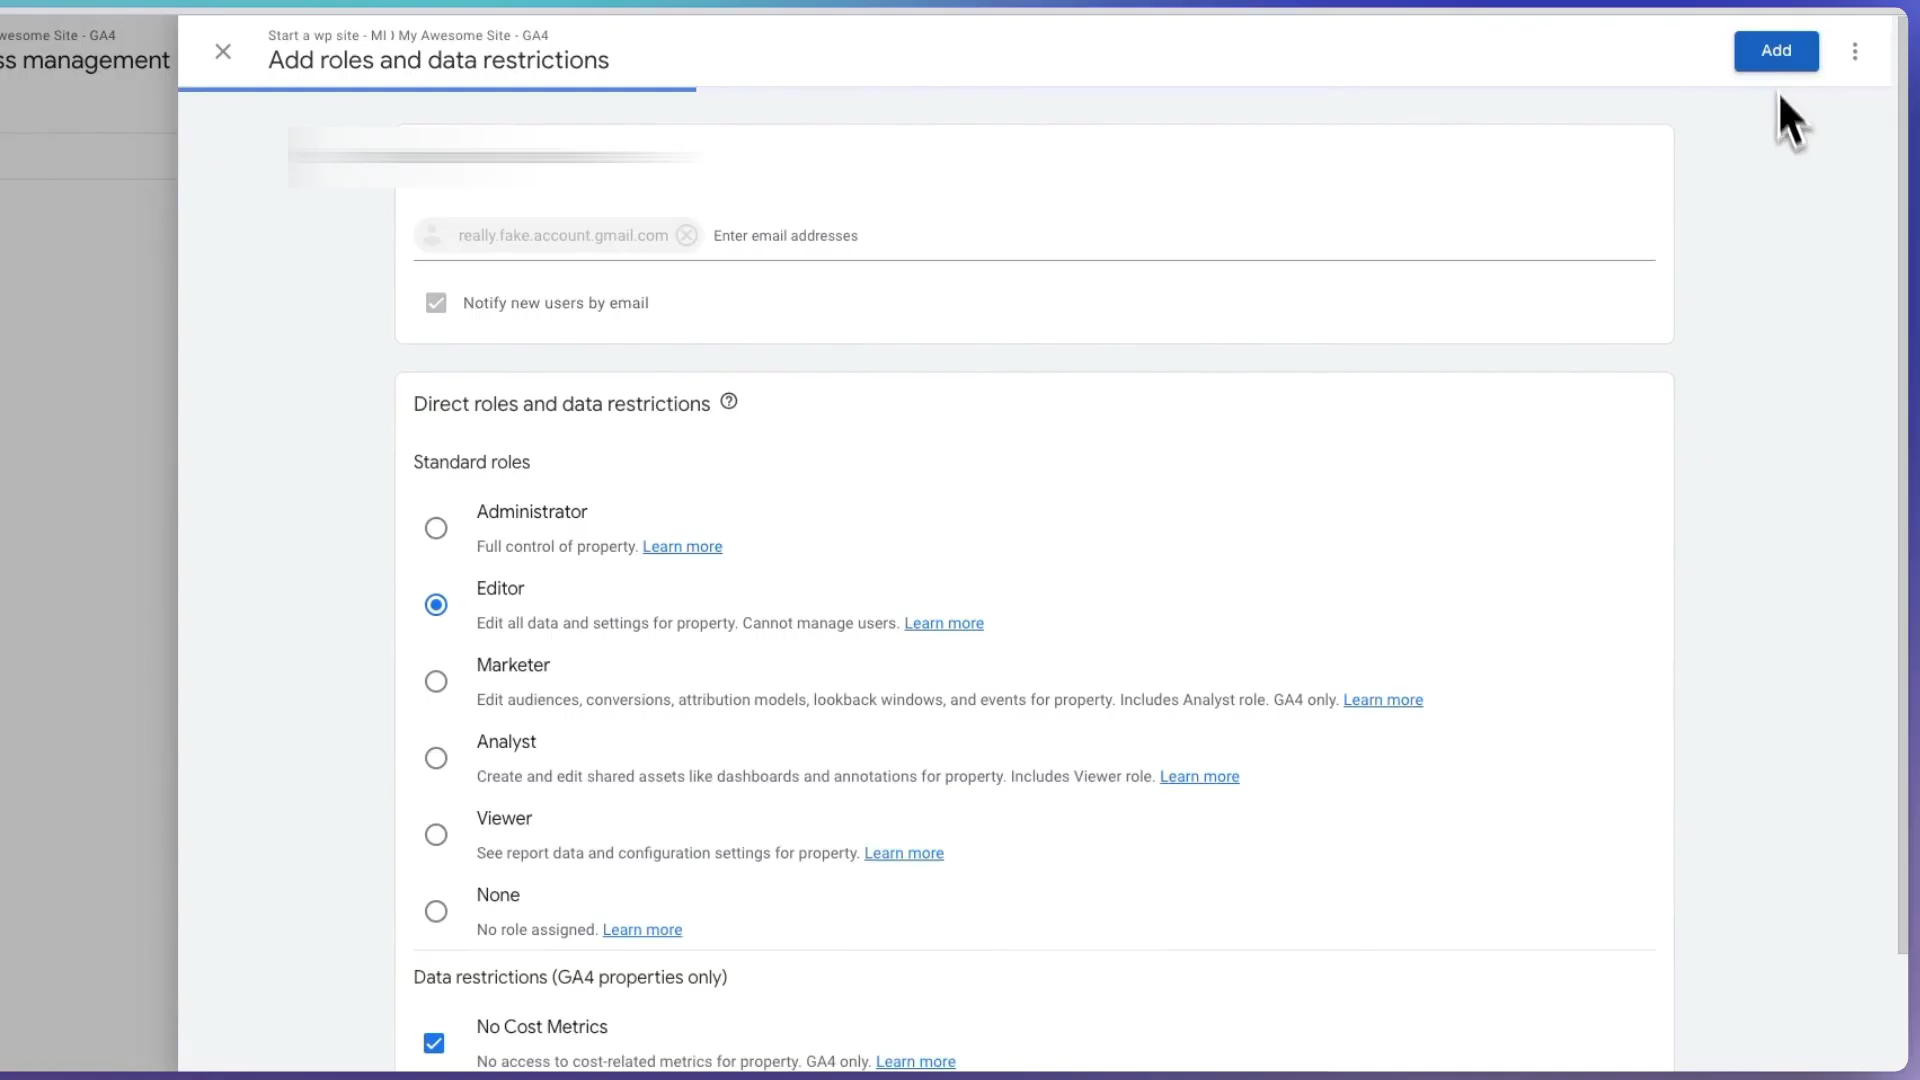 wesome Site - GA4
ss management
Start a wp site - MI ) My Awesome Site - GA4
Add roles and data restrictions
Add
really.fake.account.gmail.com
Enter email addresses
Notify new users by email
Direct roles and data restrictions
Standard roles
Administrator
Full control of property. Learn more
Editor
Edit all data and settings for property. Cannot manage users. Learn more
Marketer
Edit audiences, conversions, attribution models, lookback windows, and events for property. Includes Analyst role. GA4 only. Learn more
Analyst
Create and edit shared assets like dashboards and annotations for property. Includes Viewer role. Learn more
Viewer
See report data and configuration settings for property. Learn more
None
No role assigned. Learn more
Data restrictions (GA4 properties only)
No Cost Metrics
No access to cost-related metrics for property. GA4 only. Learn more